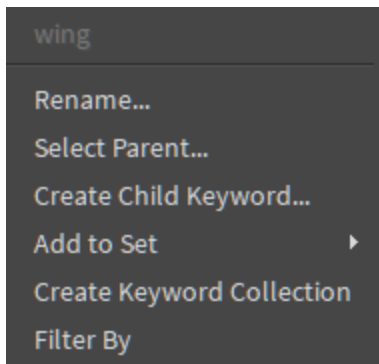 wing
Rename...
Select Parent...
Create Child Keyword...
Add to Set
Create Keyword Collection
Filter By